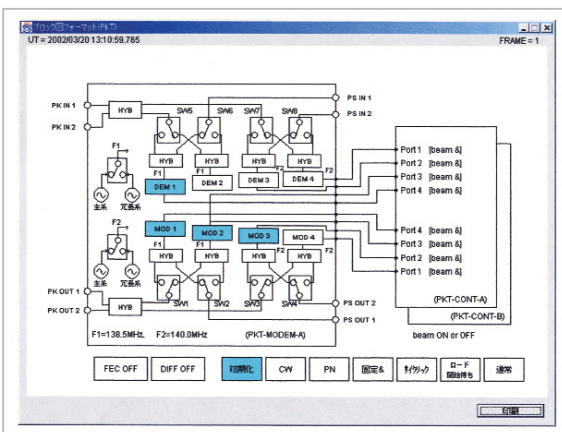 ブロック図フォーマット(PKT)
UT = 2002/03/20 13:10:59.765 FRAME = 1
PK IN 1
PK IN 2
HYB
SW5 SW6 SW7 SW8
PS IN 1
PS IN 2
HYB HYB HYB HYB
F1 F1 F1 F2 F2
DEM 1 DEM 2 DEM 3 DEM 4
主系 冗長系
Port 1 [beam &]
Port 2 [beam &]
Port 3 [beam &]
Port 4 [beam &]
F2 F1 F1 F2 F2
MOD 1 MOD 2 MOD 3 MOD 4
HYB HYB HYB HYB
主系 冗長系
Port 4 [beam &]
Port 3 [beam &]
Port 2 [beam &]
Port 1 [beam &]
PK OUT 1
PK OUT 2
HYB
SW1 SW2 SW3 SW4
PS OUT 2
PS OUT 1
(PKT-CONT-A)
(PKT-CONT-B)
F1=138.5MHz, F2=140.0MHz (PKT-MODEM-A)
beam ON or OFF
FEC OFF DIFF OFF 初期化 CW PN 固定& サイクリック ロード開始待ち 通常
印刷